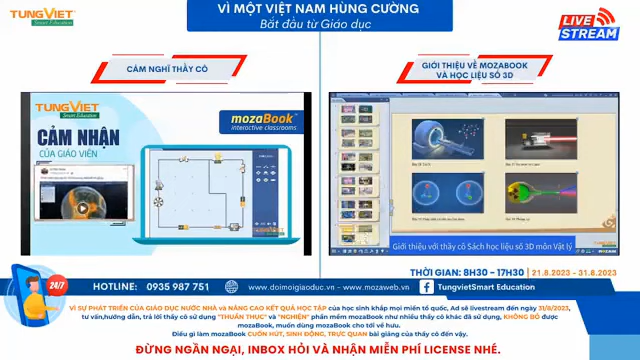 TUNGVIET
Smart Education
VÌ MỘT VIỆT NAM HÙNG CƯỜNG
Bắt đầu từ Giáo dục
LIVE
STREAM
CẢM NGHĨ THẦY CÔ
GIỚI THIỆU VỀ MOZABOOK
VÀ HỌC LIỆU SỐ 3D
TUNGVIET
Smart Education
CẢM NHẬN
CỦA GIÁO VIÊN
mozaBook
interactive classrooms
Giới thiệu với thầy cô Sách học liệu số 3D môn Vật lý
THỜI GIAN: 8H30 - 17H30 | 21.8.2023 - 31.8.2023
24/7
HOTLINE: 0935 987 751
www.doimoigiaoduc.vn - www.mozaweb.vn
TungvietSmart Education
VÌ SỰ PHÁT TRIỂN CỦA GIÁO DỤC NƯỚC NHÀ và NÂNG CAO KẾT QUẢ HỌC TẬP của học sinh khắp mọi miền tổ quốc, Ad sẽ livestream đến ngày 31/8/2023,
tư vấn,hướng dẫn, trả lời thầy cô sử dụng "THUẦN THỤC" và "NGHIỆN" phần mềm mozaBook như nhiều thầy cô khác đã sử dụng, KHÔNG BỎ được
mozaBook, muốn dùng mozaBook cho tới về hưu.
Điều gì làm mozaBook CUỐN HÚT, SINH ĐỘNG, TRỰC QUAN bài giảng của thầy cô đến vậy.
ĐỪNG NGẦN NGẠI, INBOX HỎI VÀ NHẬN MIỄN PHÍ LICENSE NHÉ.